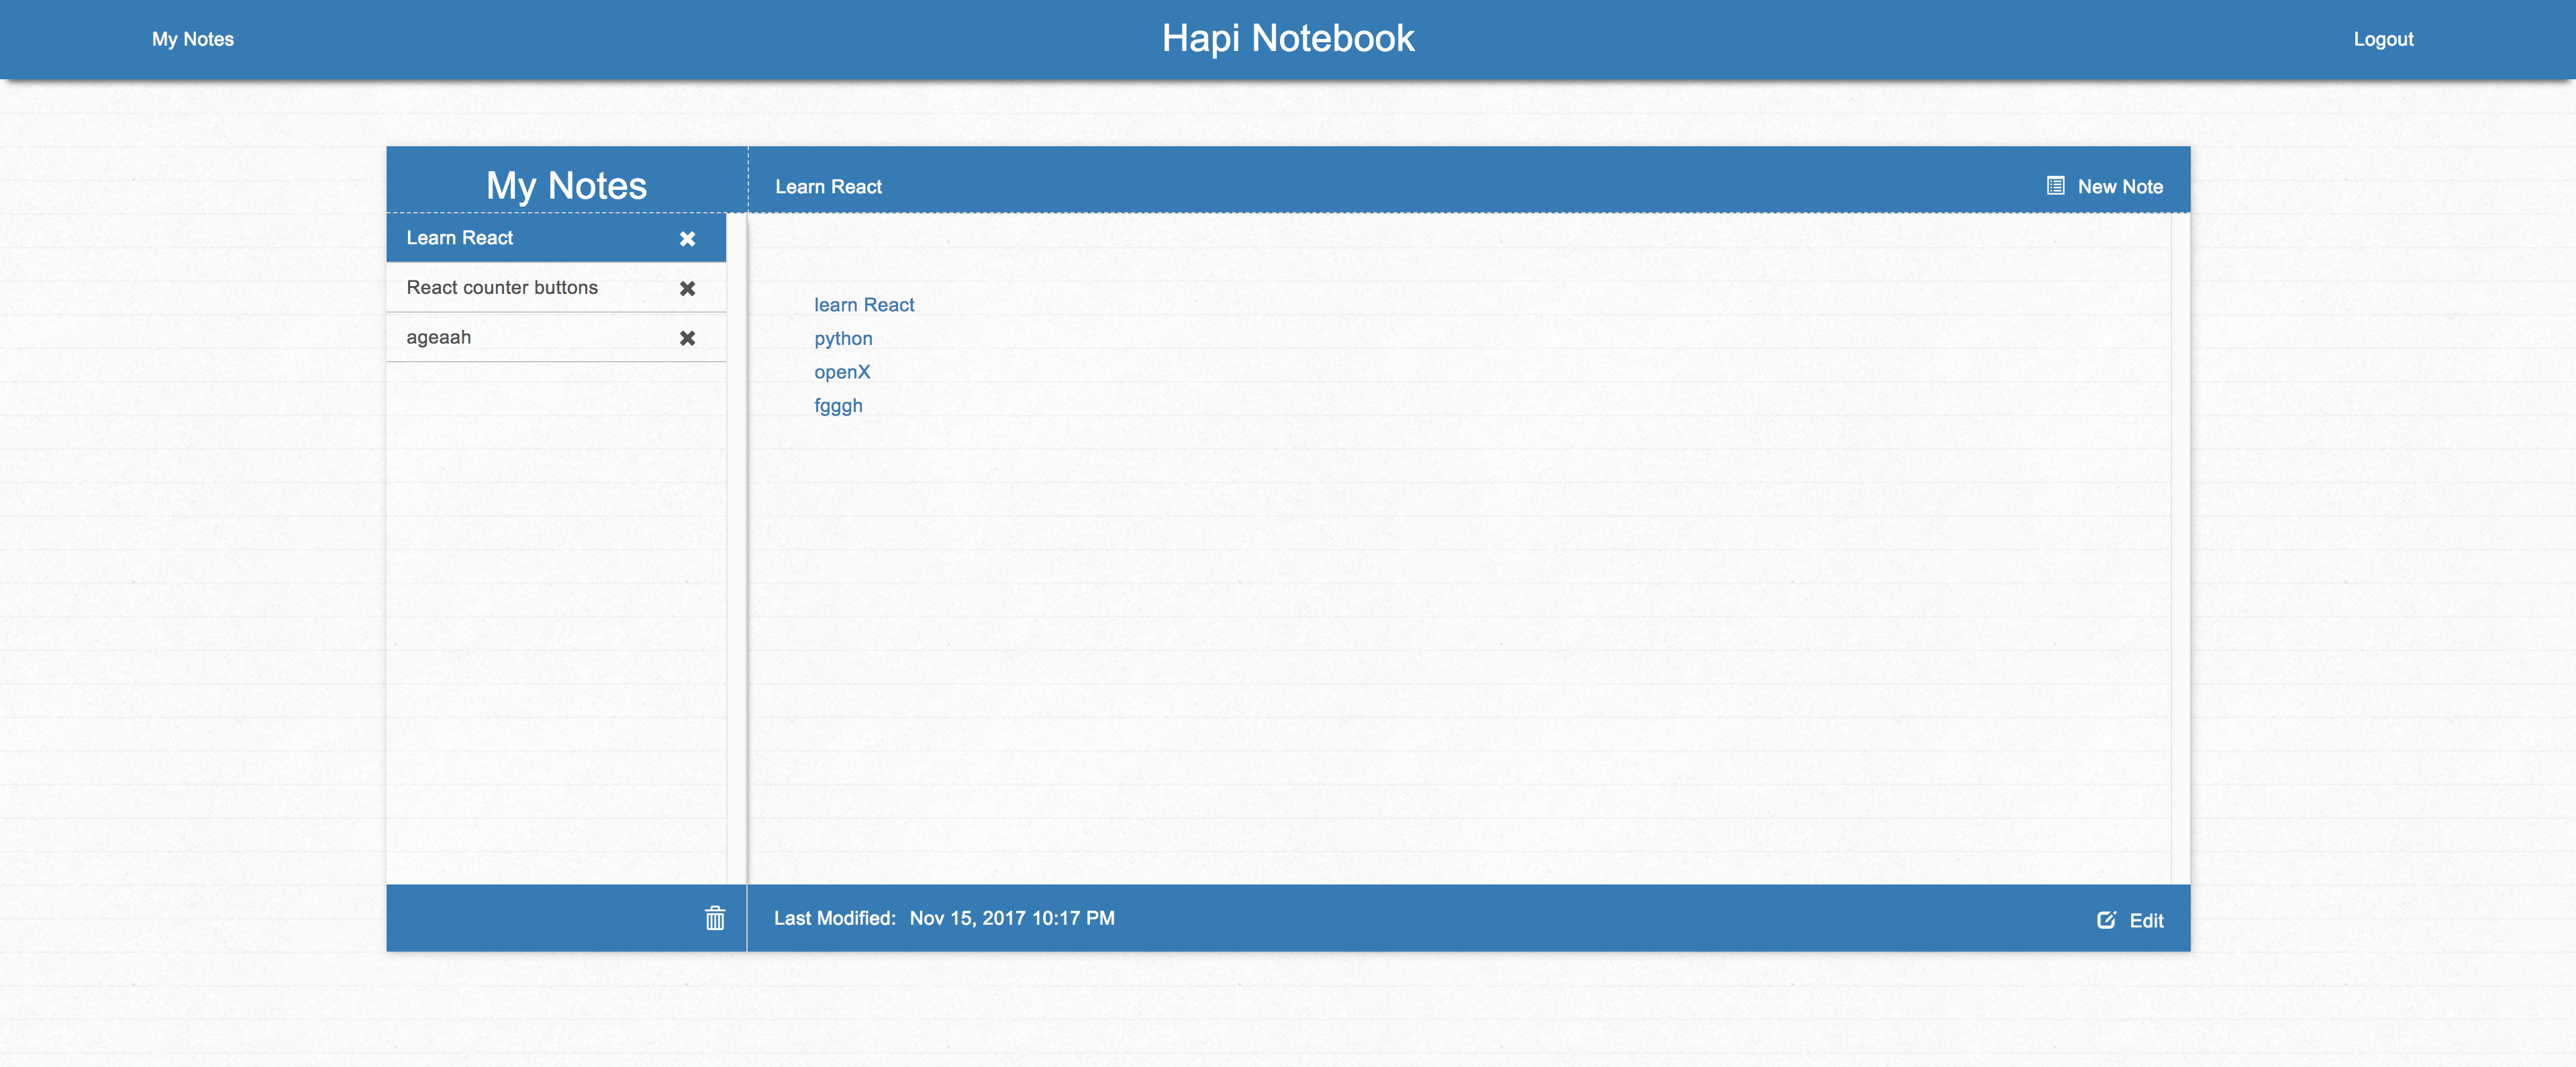 My Notes
Hapi Notebook
Logout
My Notes
Learn React
New Note
Learn React
React counter buttons
ageaah
learn React
python
openX
fgggh
Last Modified: Nov 15, 2017 10:17 PM
Edit